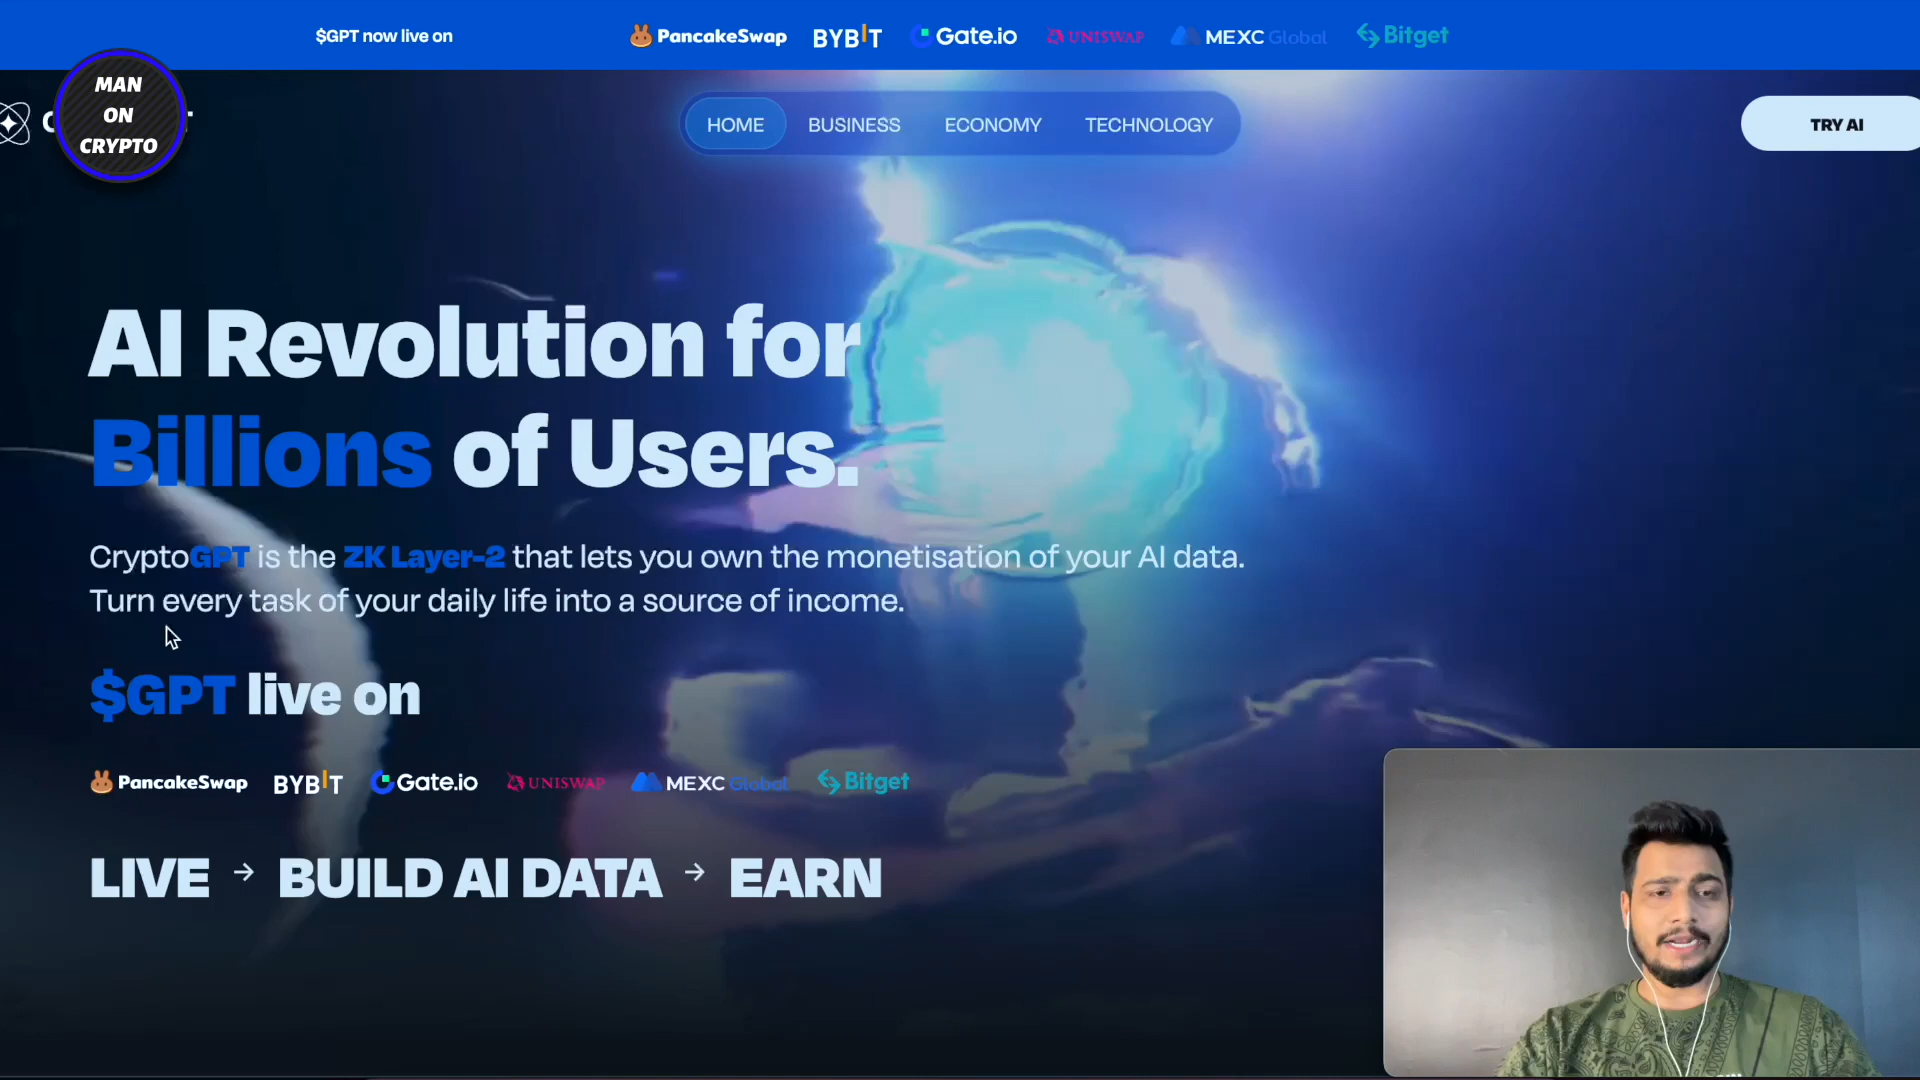 $GPT now live on
PancakeSwap BYBIT Gate.io UNISWAP MEXC Global Bitget
MAN
ON
CRYPTO
HOME BUSINESS ECONOMY TECHNOLOGY
TRY AI
AI Revolution for
Billions of Users.
CryptoGPT is the ZK Layer-2 that lets you own the monetisation of your AI data.
Turn every task of your daily life into a source of income.
$GPT live on
PancakeSwap BYBIT Gate.io UNISWAP MEXC Global Bitget
LIVE → BUILD AI DATA → EARN